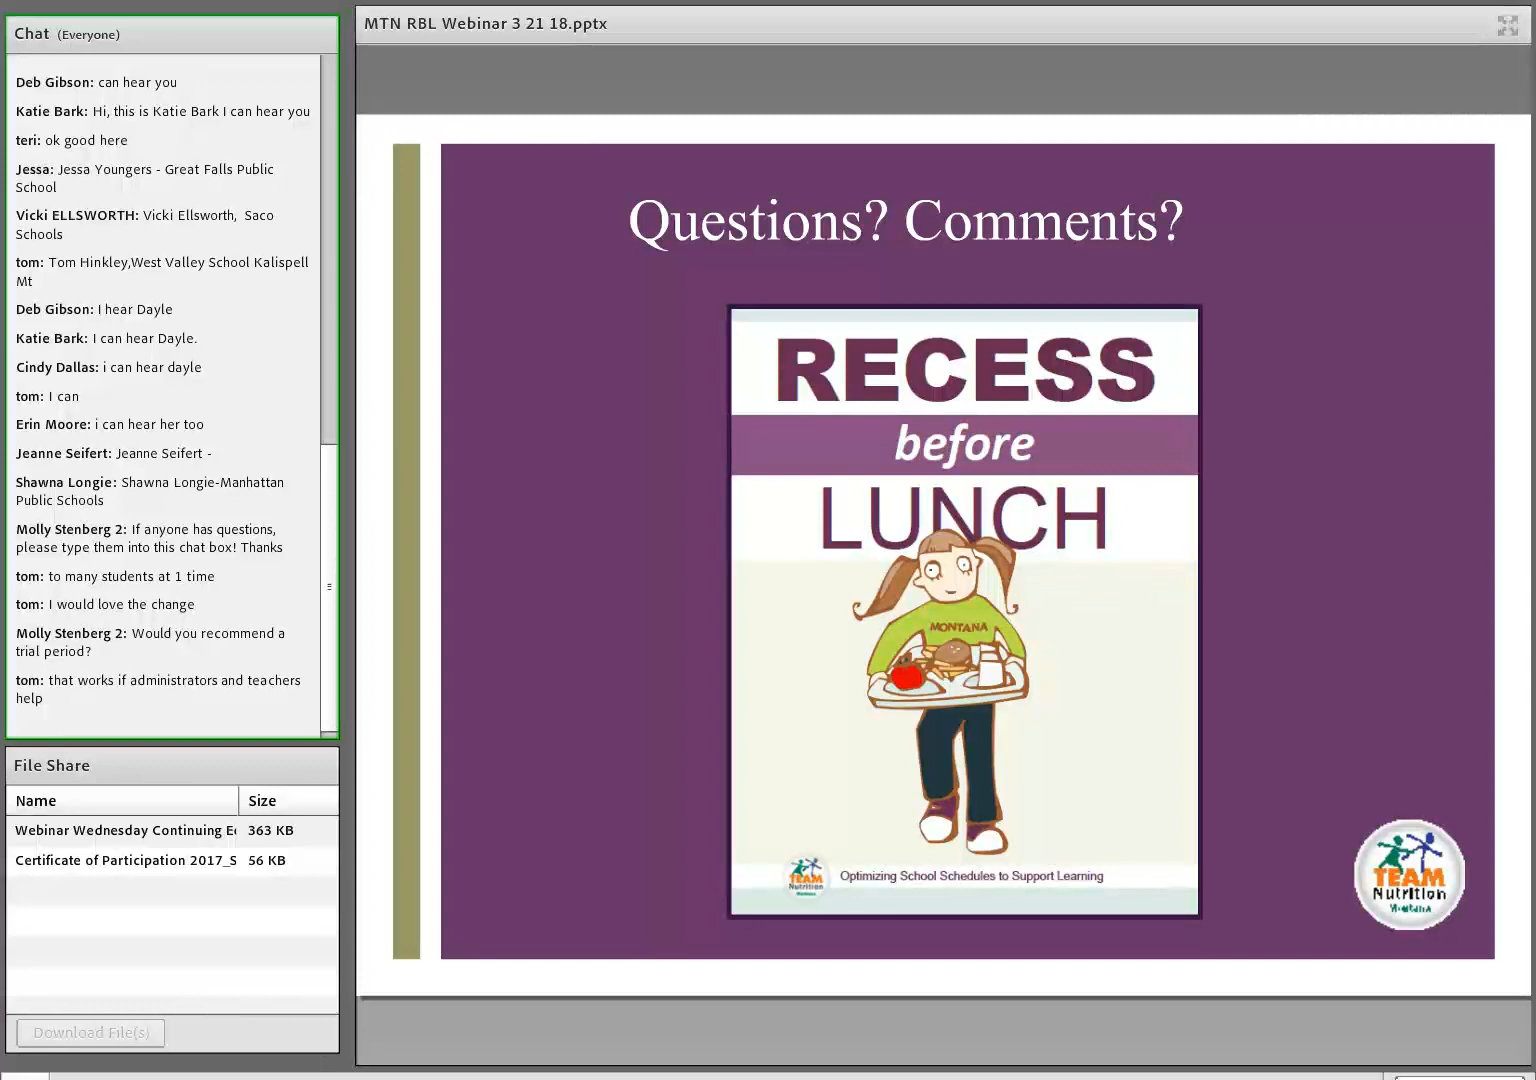 Chat (Everyone)
Deb Gibson: can hear you
Katie Bark: Hi, this is Katie Bark I can hear you
teri: ok good here
Jessa: Jessa Youngers - Great Falls Public
School
Vicki ELLSWORTH: Vicki Ellsworth, Saco
Schools
tom: Tom Hinkley,West Valley School Kalispell
Mt
Deb Gibson: I hear Dayle
Katie Bark: I can hear Dayle.
Cindy Dallas: i can hear dayle
tom: I can
Erin Moore: i can hear her too
Jeanne Seifert: Jeanne Seifert -
Shawna Longie: Shawna Longie-Manhattan
Public Schools
Molly Stenberg 2: If anyone has questions,
please type them into this chat box! Thanks
tom: to many students at 1 time
tom: I would love the change
Molly Stenberg 2: Would you recommend a
trial period?
tom: that works if administrators and teachers
help
File Share
Name Size
Webinar Wednesday Continuing Ec 363 KB
Certificate of Participation 2017_S 56 KB
Download File(s)
MTN RBL Webinar 3 21 18.pptx
Questions? Comments?
RECESS
before
LUNCH
MONTANA
TEAM
Nutrition
Montana
Optimizing School Schedules to Support Learning
TEAM
Nutrition
Montana